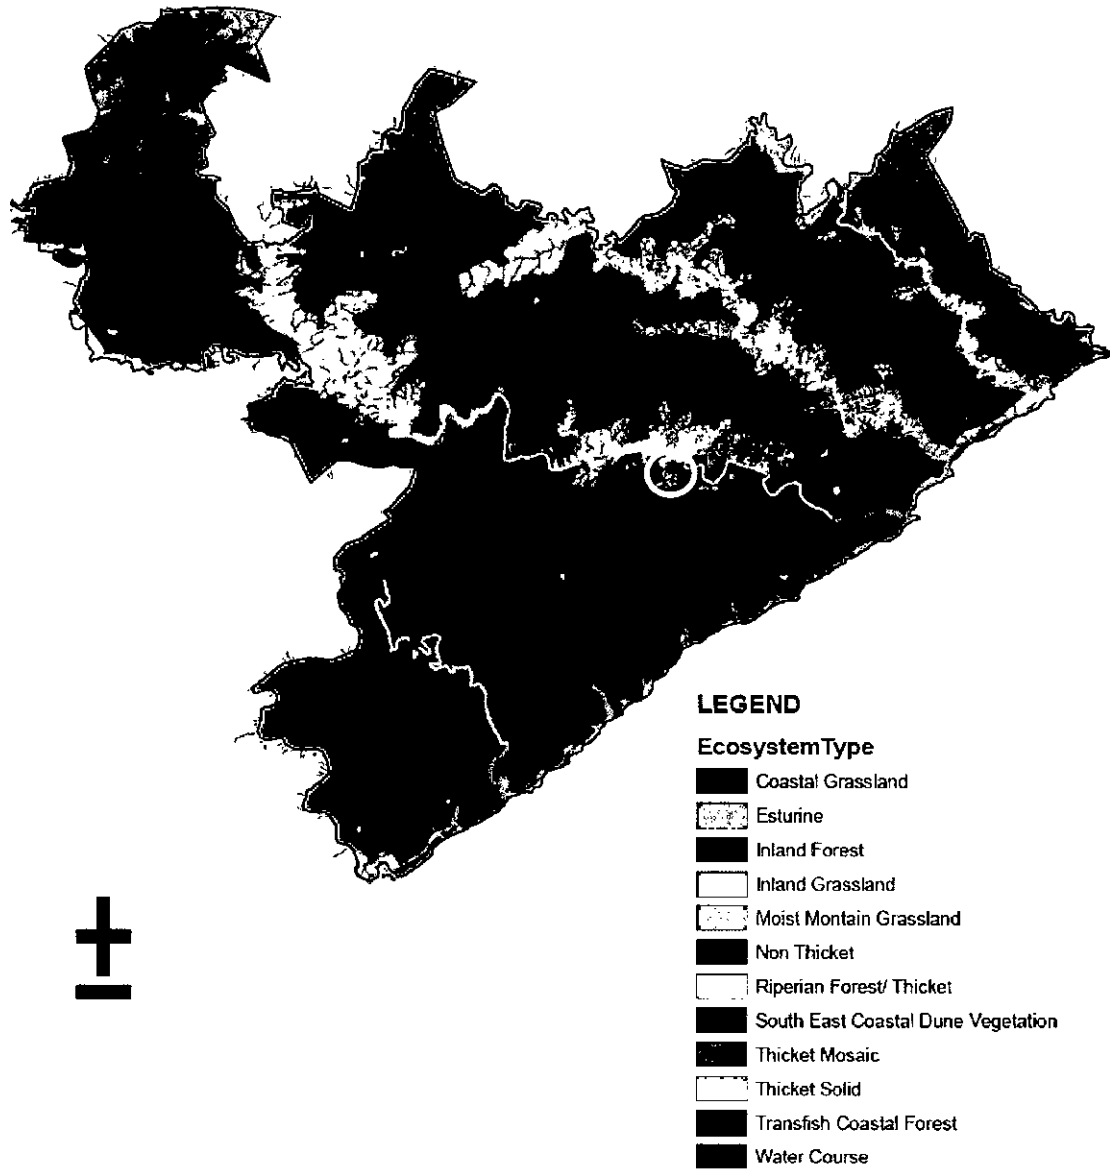 LEGEND
EcosystemType
Coastal Grassland
Esturine
Inland Forest
Inland Grassland
Moist Montain Grassland
Non Thicket
Riperian Forest/ Thicket
South East Coastal Dune Vegetation
Thicket Mosaic
Thicket Solid
Transfish Coastal Forest
Water Course